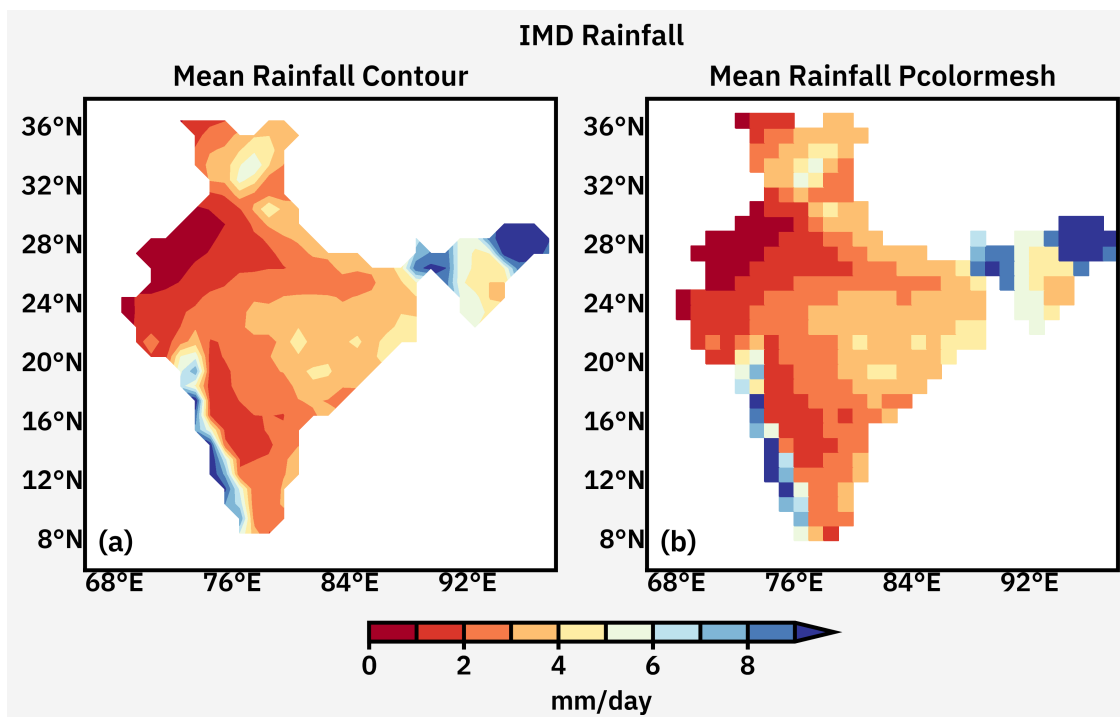 IMD Rainfall
Mean Rainfall Contour
Mean Rainfall Pcolormesh
36°N
32°N
28°N
24°N
20°N
16°N
12°N
8°N
(a)
68°E 76°E 84°E 92°E
36°N
32°N
28°N
24°N
20°N
16°N
12°N
8°N
(b)
68°E 76°E 84°E 92°E
0 2 4 6 8
mm/day